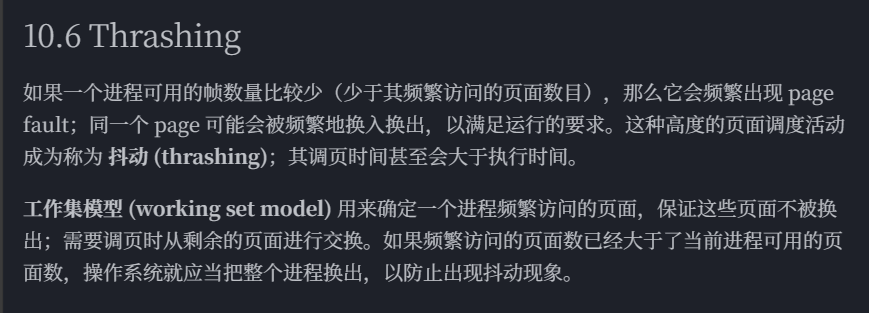 10.6 Thrashing
如果一个进程可用的帧数量比较少（少于其频繁访问的页面数目），那么它会频繁出现 page
fault；同一个 page 可能会被频繁地换入换出，以满足运行的要求。这种高度的页面调度活动
成为称为 抖动 (thrashing)；其调页时间甚至会大于执行时间。
工作集模型 (working set model) 用来确定一个进程频繁访问的页面，保证这些页面不被换
出；需要调页时从剩余的页面进行交换。如果频繁访问的页面数已经大于了当前进程可用的页
面数，操作系统就应当把整个进程换出，以防止出现抖动现象。